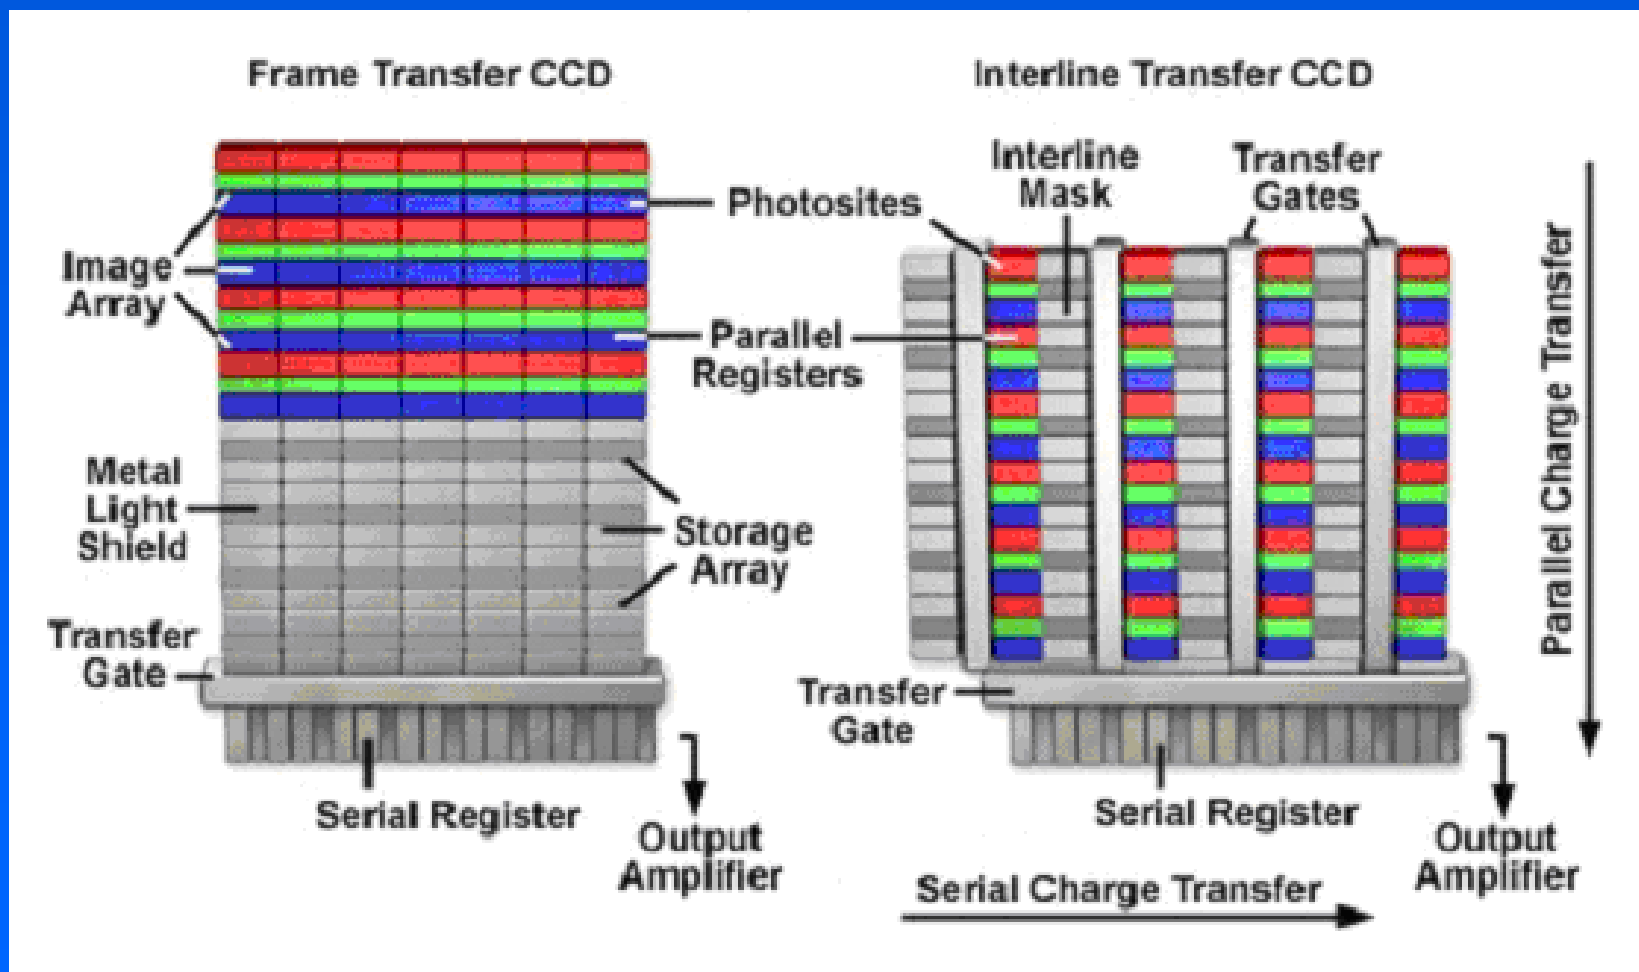 Frame Transfer CCD
Interline Transfer CCD
Interline
Mask
Transfer
Gates
Photosites
Image
Array
Parallel
Registers
Metal
Light
Shield
Storage
Array
Transfer
Gate
Transfer
Gate
Serial Register
Output
Amplifier
Serial Register
Output
Amplifier
Serial Charge Transfer
Parallel Charge Transfer